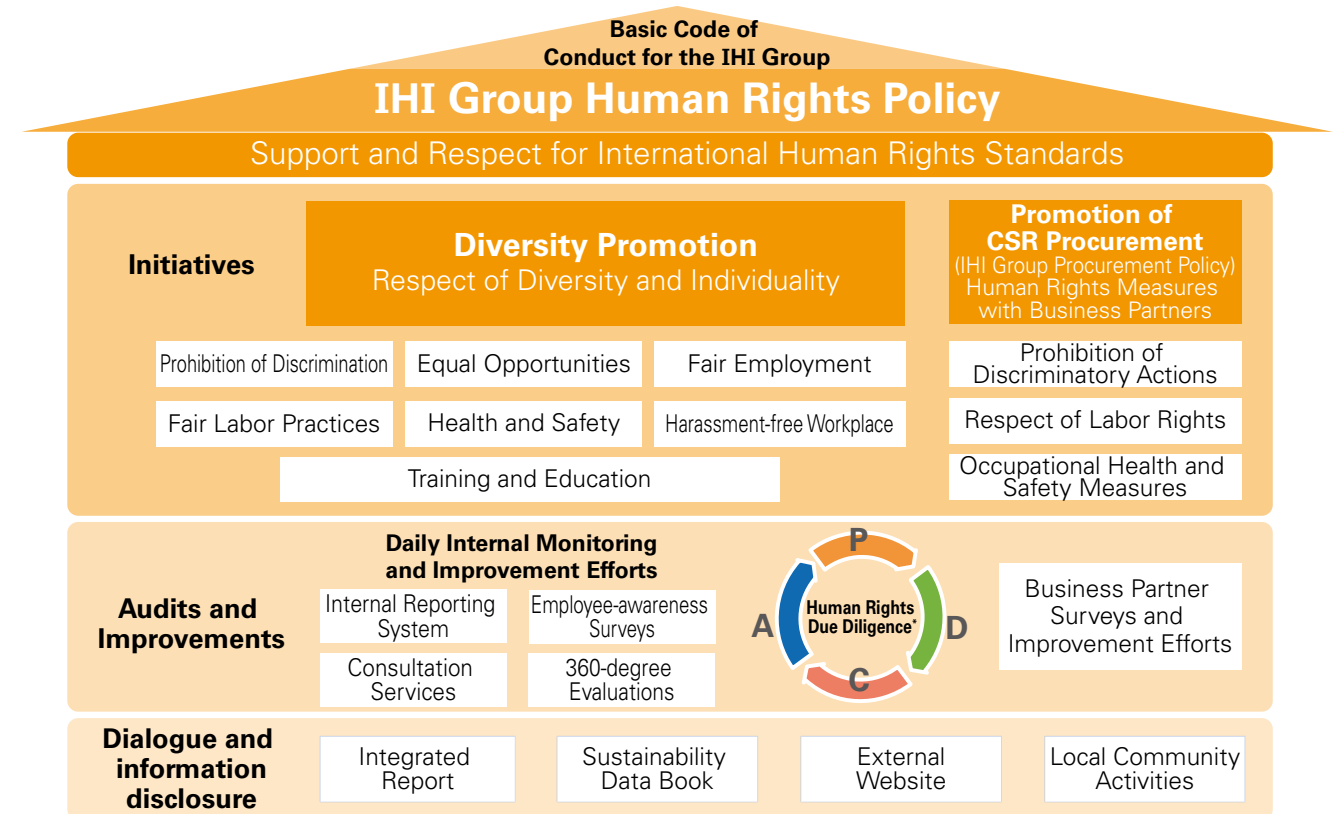 Basic Code of
Conduct for the IHI Group
IHI Group Human Rights Policy
Support and Respect for International Human Rights Standards
Initiatives
Diversity Promotion
Respect of Diversity and Individuality
Promotion of
CSR Procurement
(IHI Group Procurement Policy)
Human Rights Measures
with Business Partners
Prohibition of Discrimination
Equal Opportunities
Fair Employment
Fair Labor Practices
Health and Safety
Harassment-free Workplace
Training and Education
Prohibition of
Discriminatory Actions
Respect of Labor Rights
Occupational Health and
Safety Measures
Audits and
Improvements
Daily Internal Monitoring
and Improvement Efforts
Internal Reporting
System
Employee-awareness
Surveys
Consultation
Services
360-degree
Evaluations
P
D
C
A
Human Rights
Due Diligence*
Business Partner
Surveys and
Improvement Efforts
Dialogue and
information
disclosure
Integrated
Report
Sustainability
Data Book
External
Website
Local Community
Activities